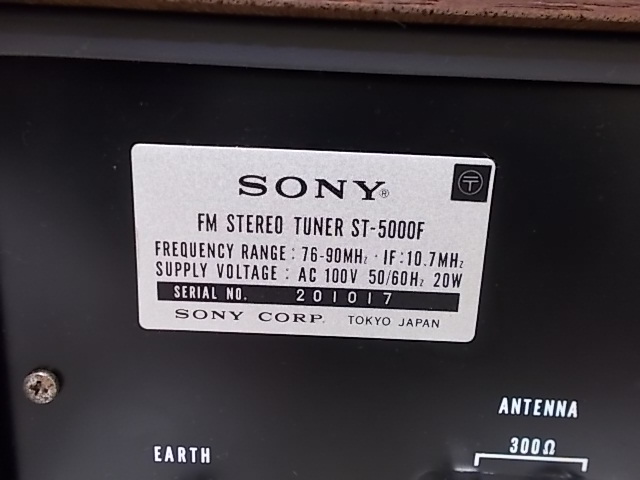 SONY®
〒
FM STEREO TUNER ST-5000F
FREQUENCY RANGE : 76-90MHz · IF : 10.7MHz
SUPPLY VOLTAGE : AC 100V 50/60Hz 20W
SERIAL NO. 201017
SONY CORP. TOKYO JAPAN
ANTENNA
300Ω
EARTH